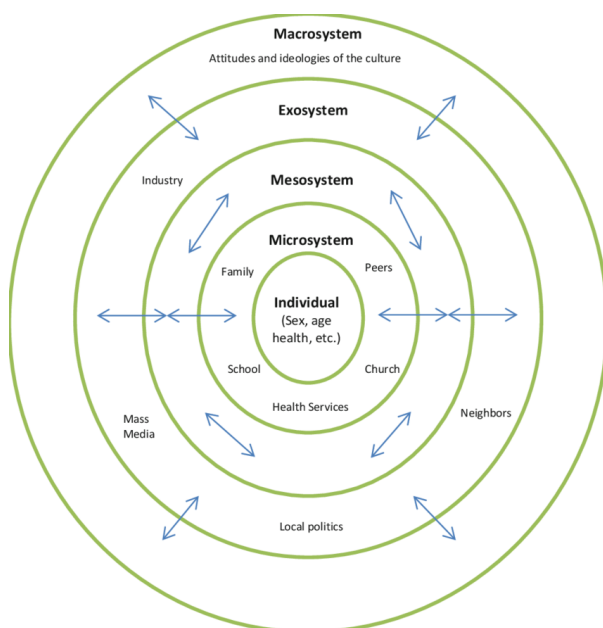 Macrosystem
Attitudes and ideologies of the culture
Exosystem
Industry
Mesosystem
Microsystem
Family
Peers
Individual
(Sex, age
health, etc.)
School
Church
Health Services
Mass
Media
Neighbors
Local politics